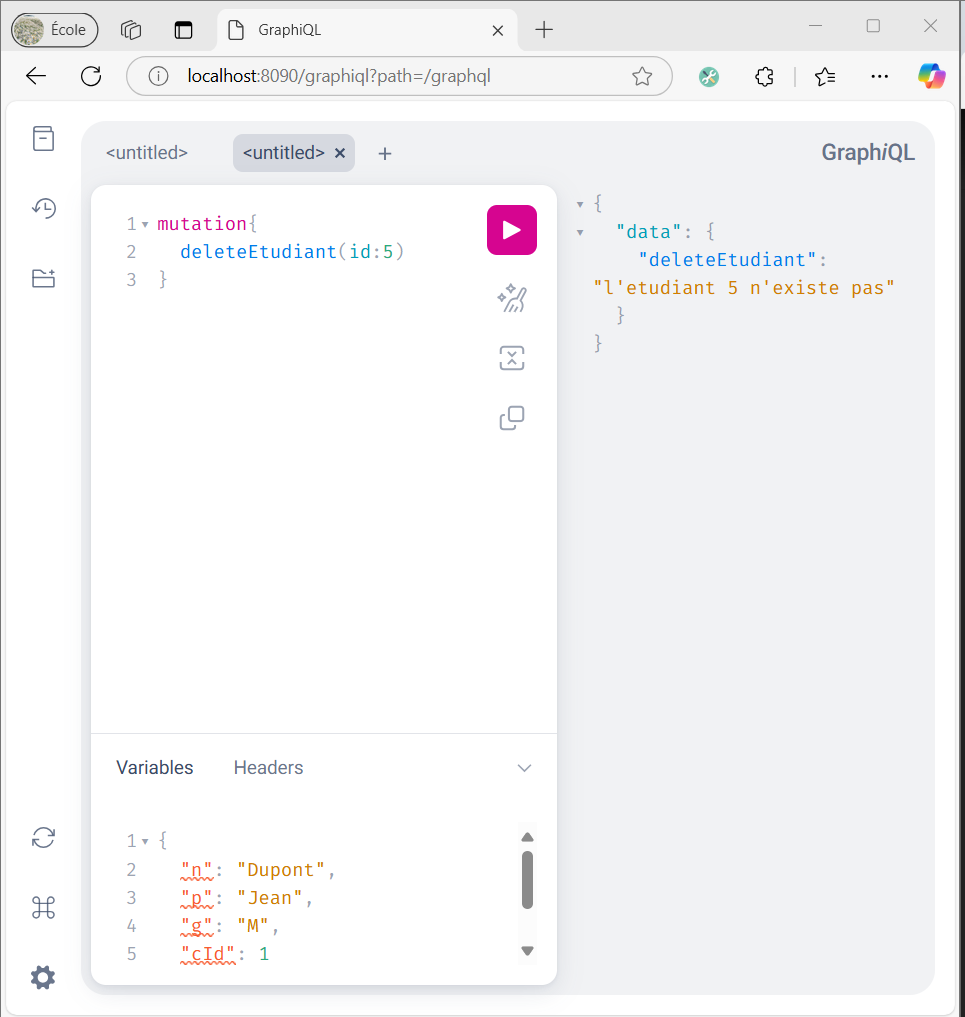 École
GraphiQL
localhost:8090/graphiql?path=/graphql
<untitled>
<untitled>
GraphiQL
1 mutation{
2 deleteEtudiant(id:5)
3 }
{
"data": {
"deleteEtudiant":
"l'etudiant 5 n'existe pas"
}
}
Variables Headers
1 {
2 "n": "Dupont",
3 "p": "Jean",
4 "g": "M",
5 "cId": 1